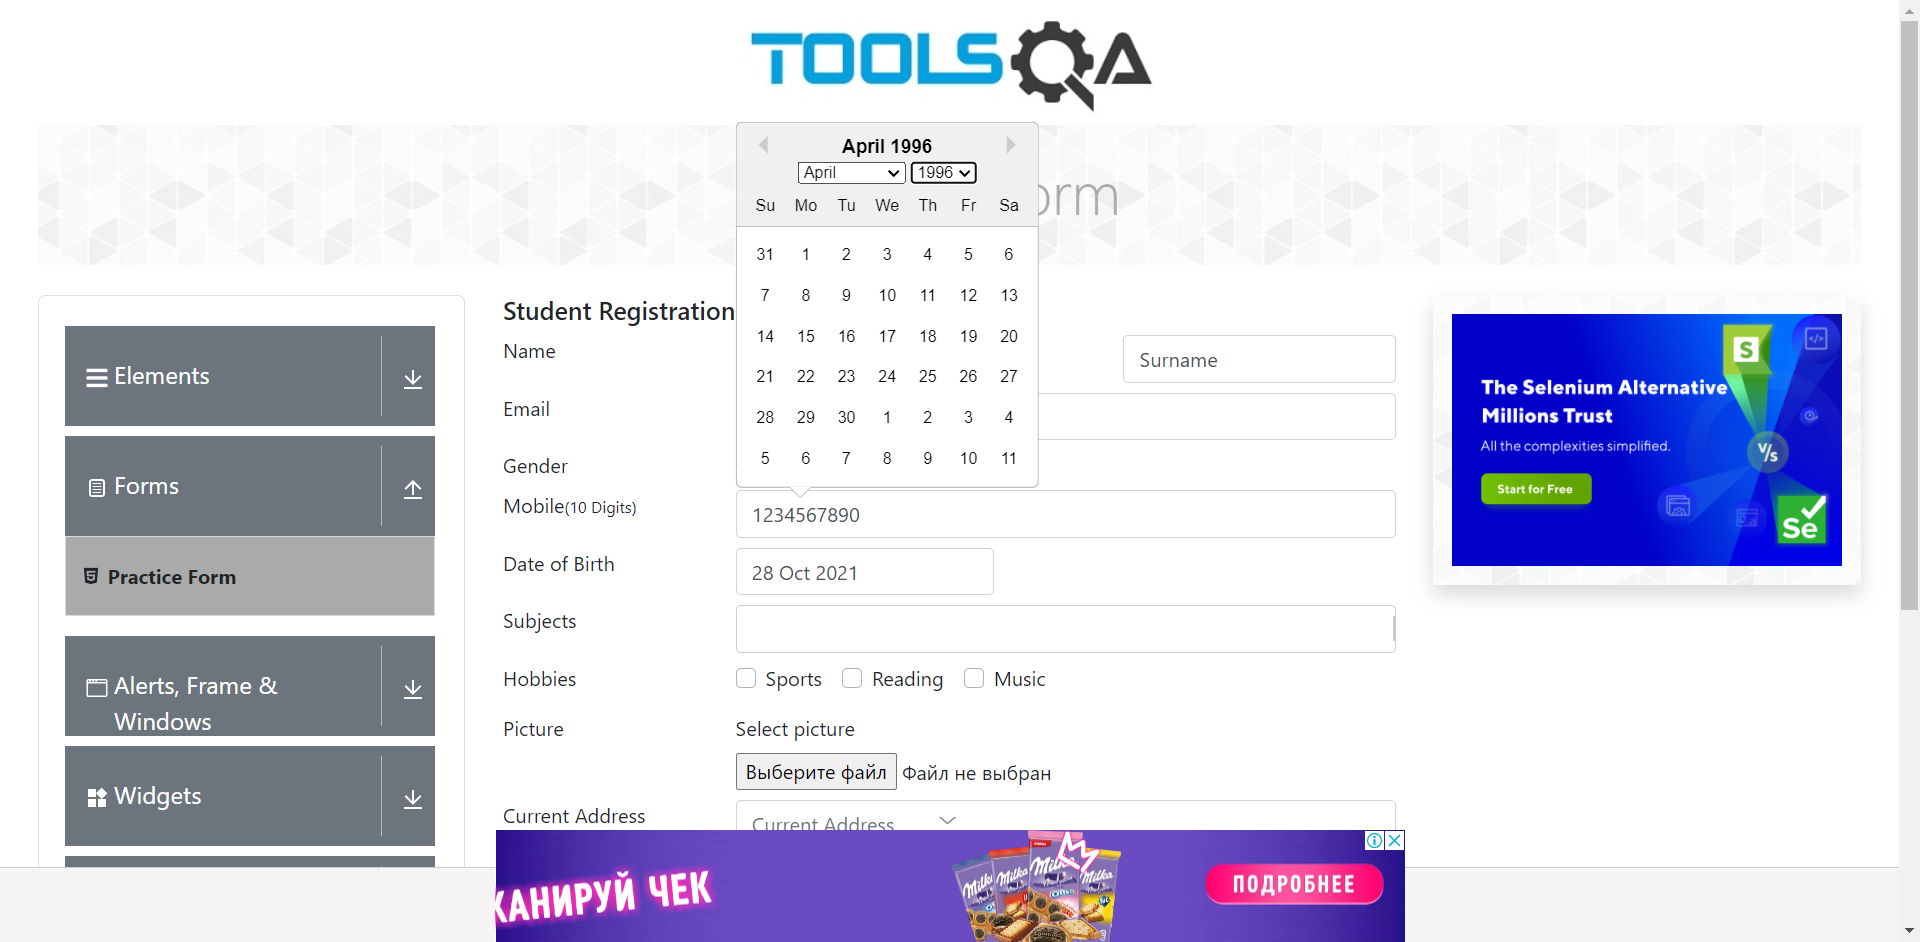 TOOLSQA
April 1996
April 1996
orm
Su Mo Tu We Th Fr Sa
31 1 2 3 4 5 6
7 8 9 10 11 12 13
14 15 16 17 18 19 20
21 22 23 24 25 26 27
28 29 30 1 2 3 4
5 6 7 8 9 10 11
Elements
Forms
Practice Form
Alerts, Frame &
Windows
Widgets
Student Registration
Name
Surname
Email
Gender
Mobile(10 Digits)
1234567890
Date of Birth
28 Oct 2021
Subjects
Hobbies
Sports Reading Music
Picture
Select picture
Выберите файл Файл не выбран
Current Address
Current Address
The Selenium Alternative
Millions Trust
All the complexities simplified.
Start for Free
S
V/s
Se
КАНИРУЙ ЧЕК
Milka Milka Milka Milka
ПОДРОБНЕЕ